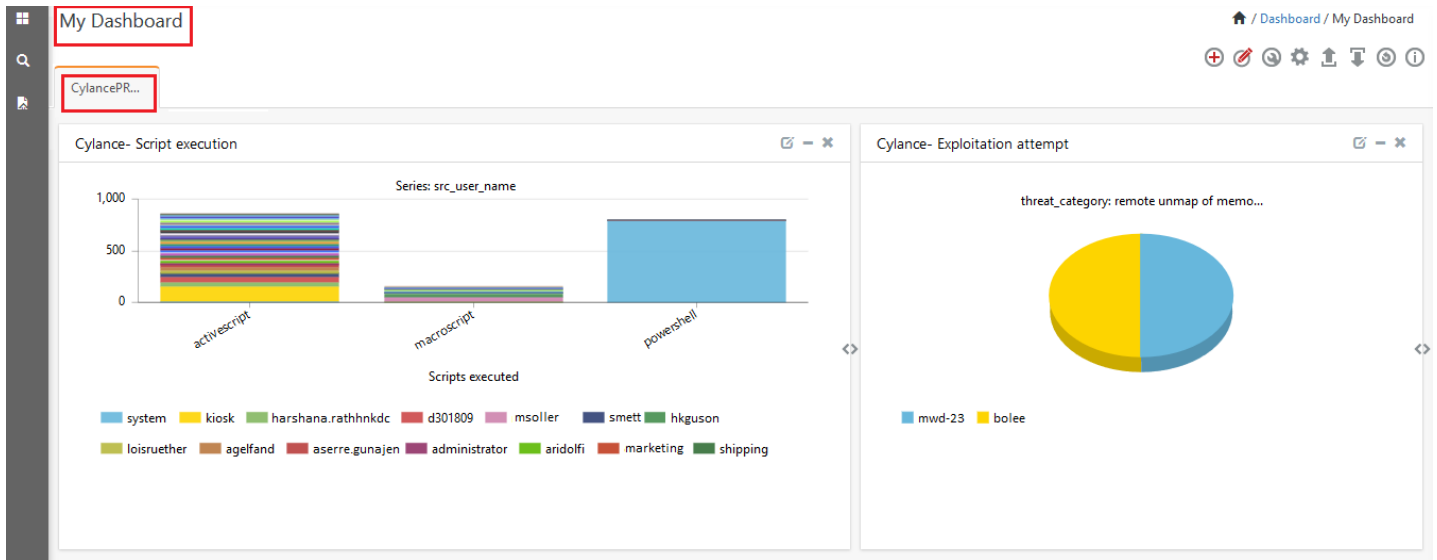 My Dashboard
/ Dashboard / My Dashboard
CylancePR...
Cylance- Script execution
Series: src_user_name
1,000
500
0
activescript
macroscript
powershell
Scripts executed
system kiosk harshana.rathhnkdc d301809 msoller smett hkguson
loisruether agelfand aserre.gunajen administrator aridolfi marketing shipping
Cylance- Exploitation attempt
threat_category: remote unmap of memo...
mwd-23 bolee